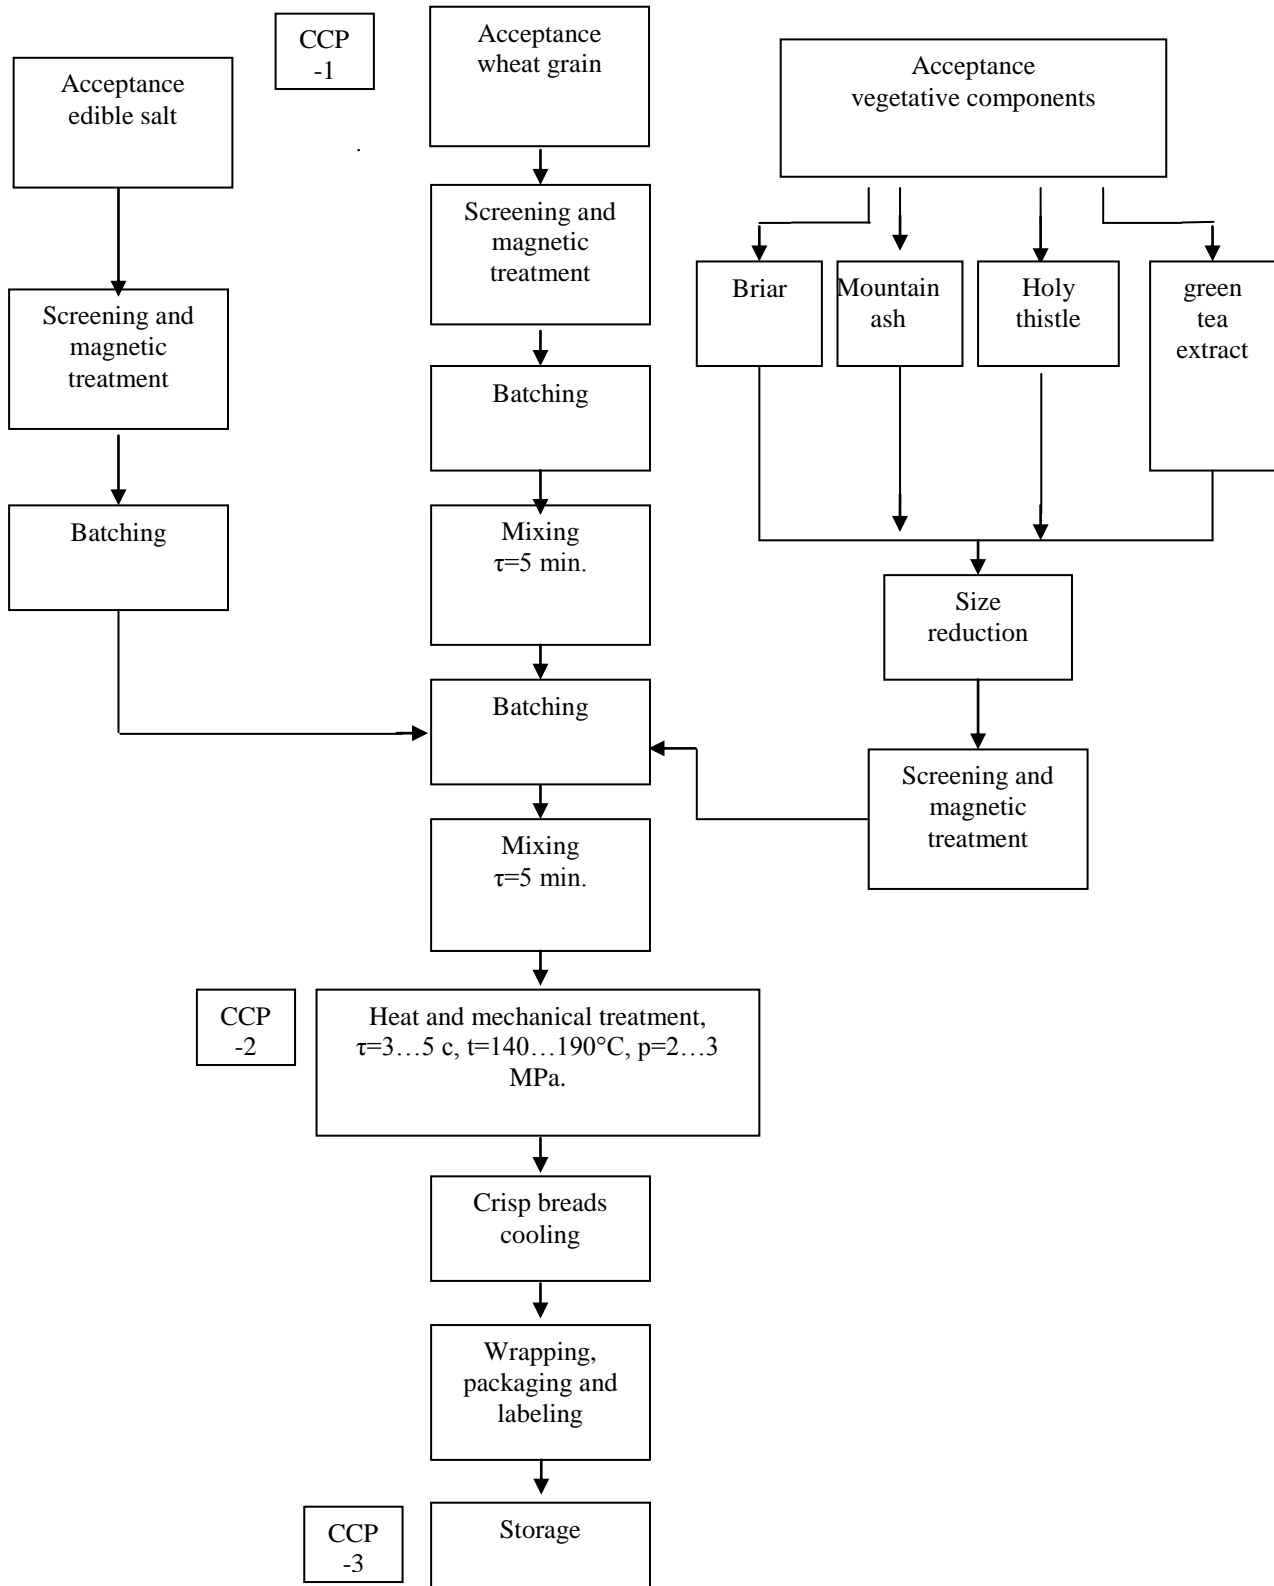 CCP
-1
Acceptance
wheat grain
Acceptance
edible salt
Acceptance
vegetative components
Screening and
magnetic
treatment
Briar
Mountain
ash
Holy
thistle
green
tea
extract
Screening and
magnetic
treatment
Batching
Batching
Mixing
τ=5 min.
Size
reduction
Batching
Screening and
magnetic
treatment
Mixing
τ=5 min.
CCP
-2
Heat and mechanical treatment,
τ=3…5 c, t=140…190°C, p=2…3
MPa.
Crisp breads
cooling
Wrapping,
packaging and
labeling
CCP
-3
Storage